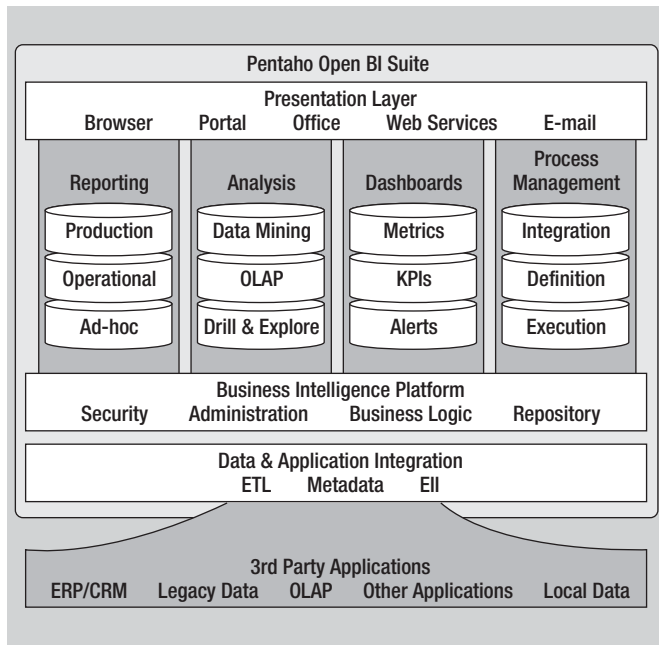 Pentaho Open BI Suite
Presentation Layer
Browser Portal Office Web Services E-mail
Reporting
Production
Operational
Ad-hoc
Analysis
Data Mining
OLAP
Drill & Explore
Dashboards
Metrics
KPIs
Alerts
Process
Management
Integration
Definition
Execution
Business Intelligence Platform
Security Administration Business Logic Repository
Data & Application Integration
ETL Metadata EII
3rd Party Applications
ERP/CRM Legacy Data OLAP Other Applications Local Data